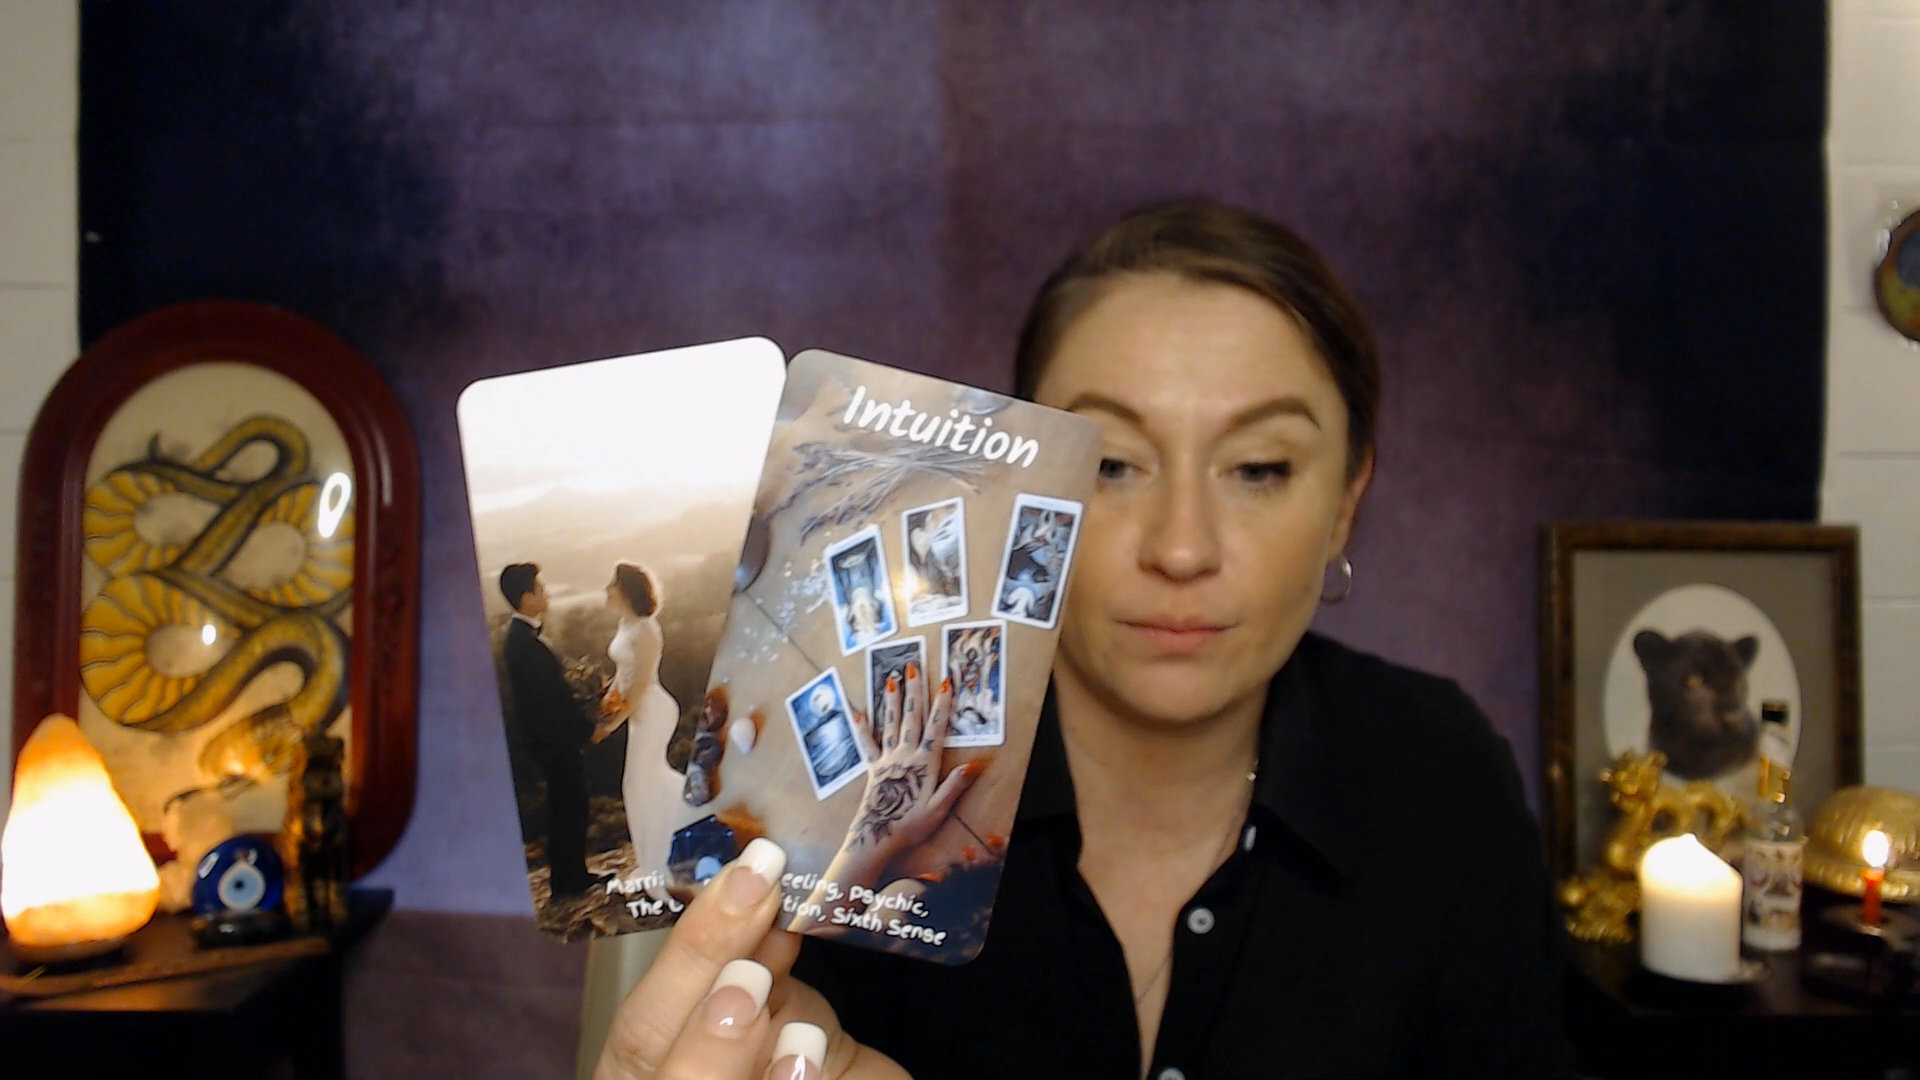 Intuition
eeling, Psychic,
tion, Sixth Sense
Marri
The